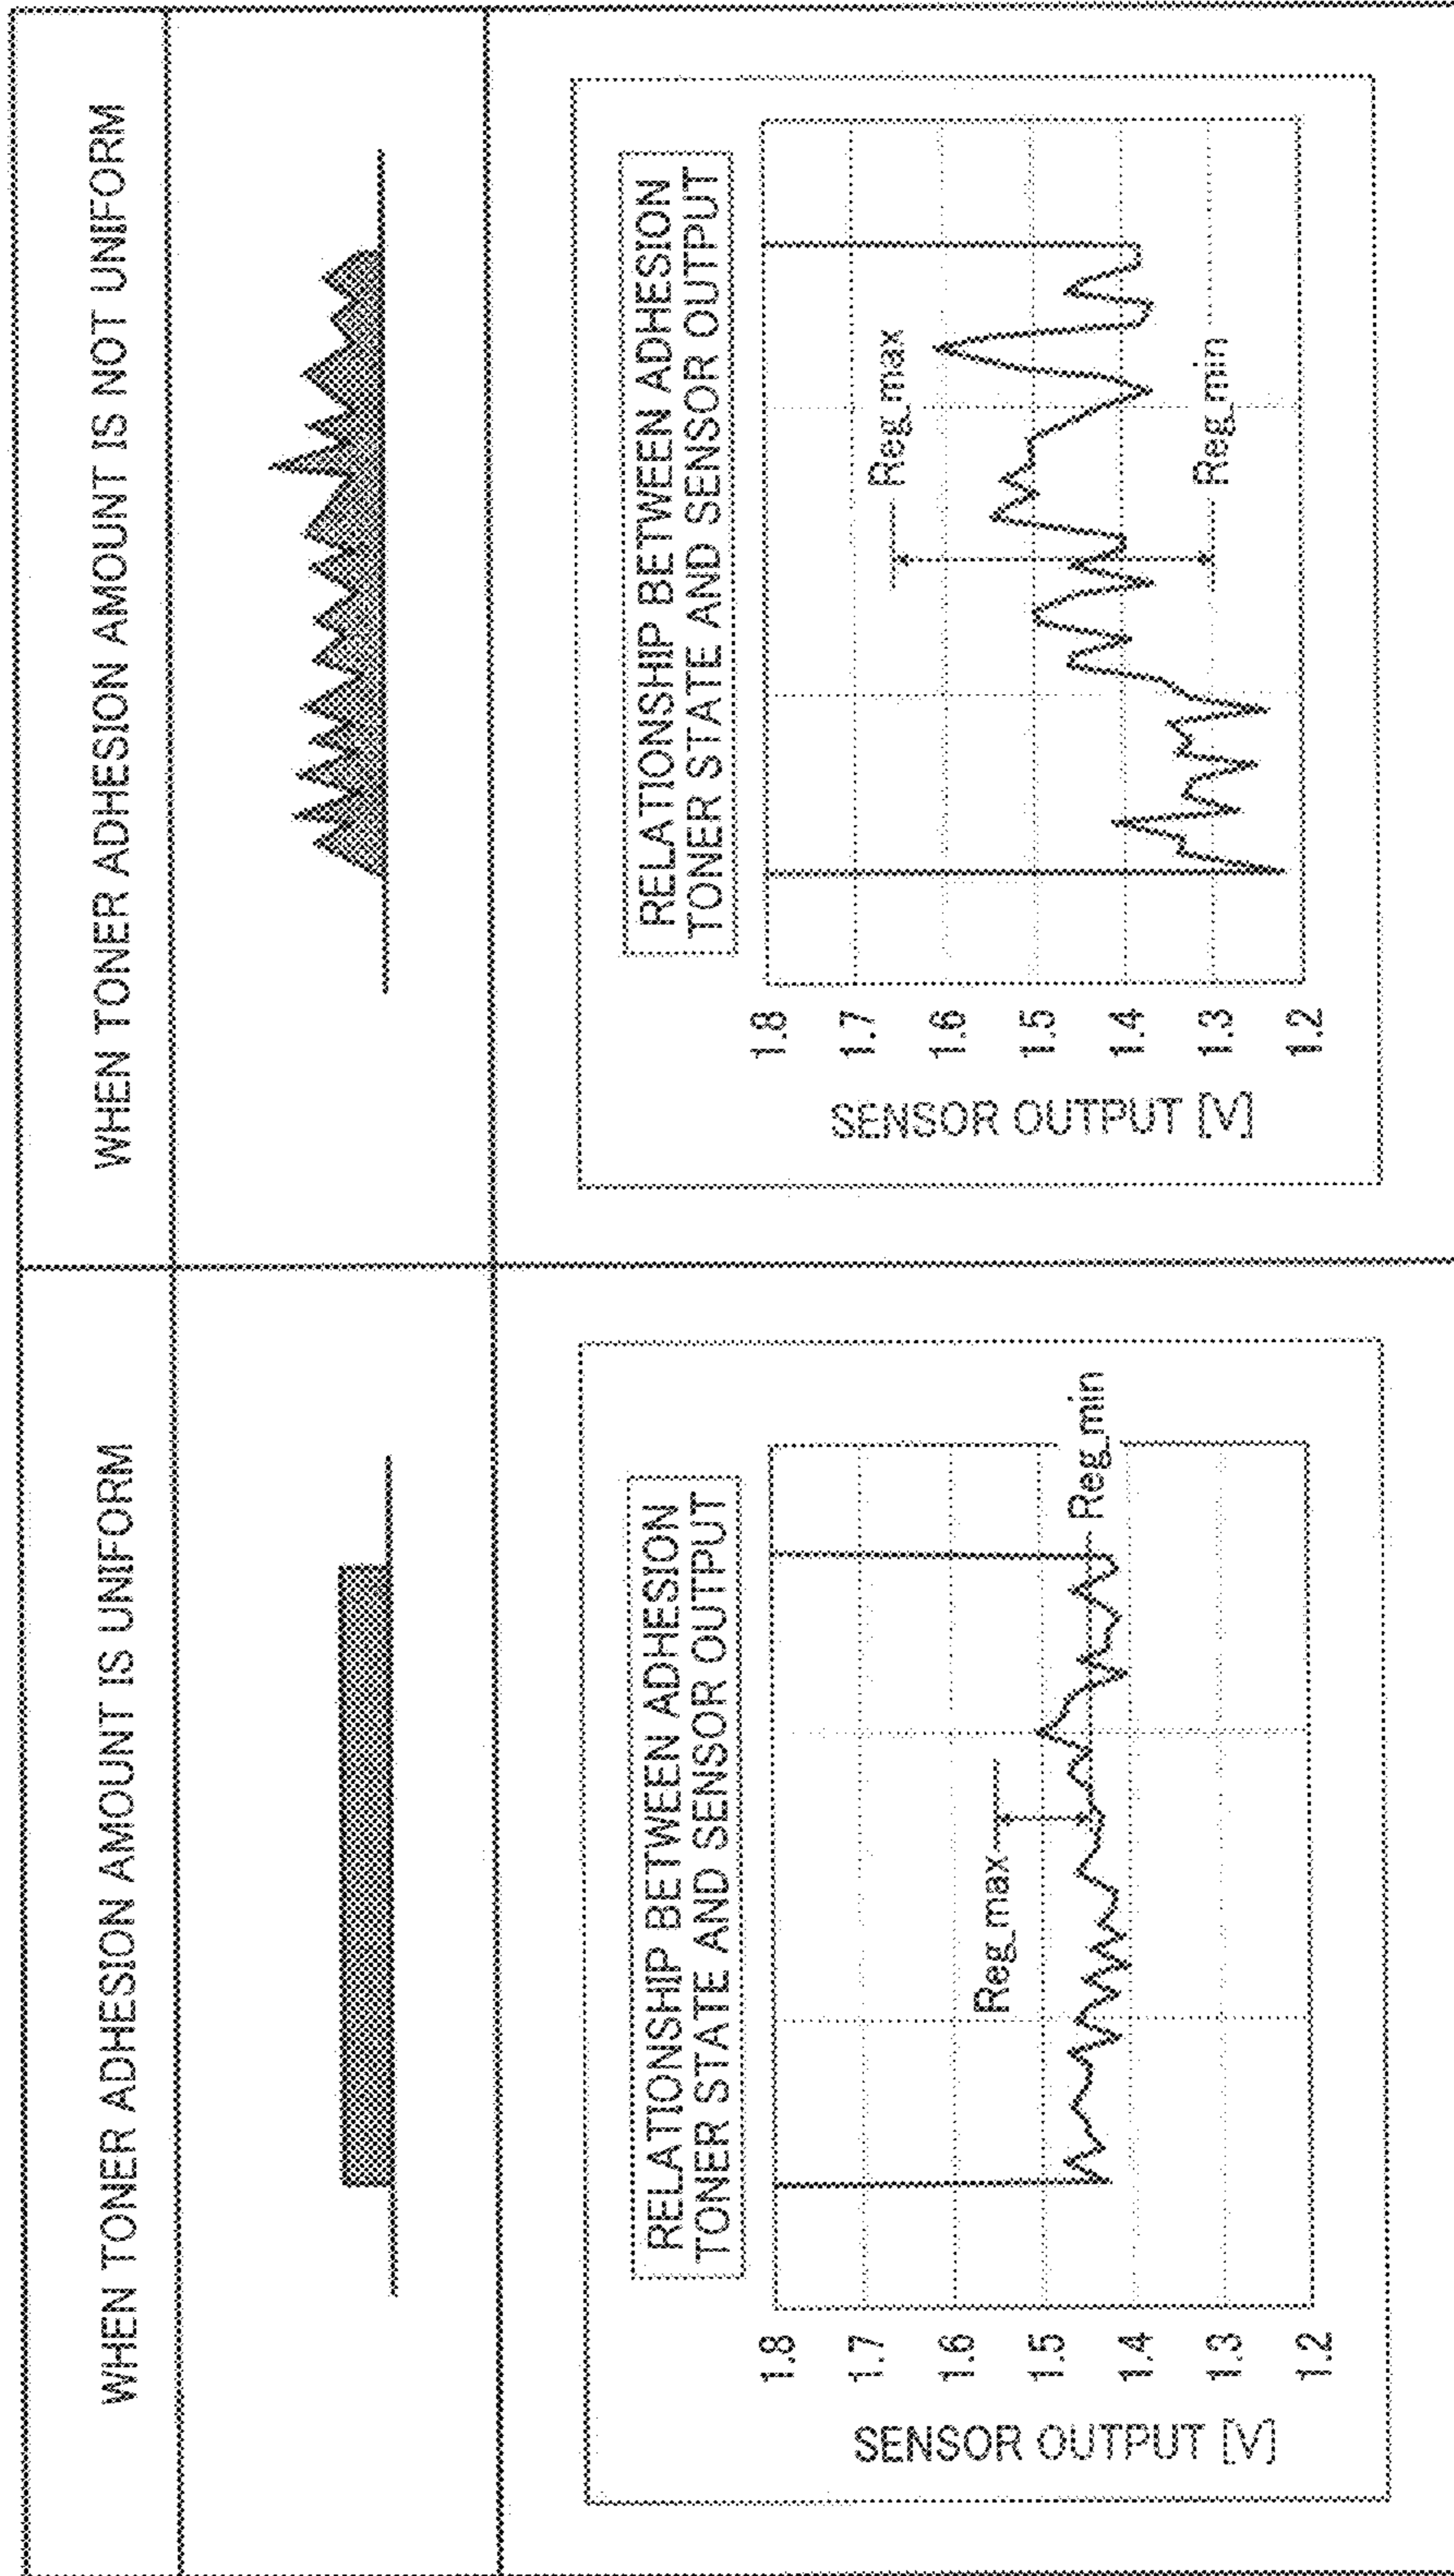 WHEN TONER ADHESION AMOUNT IS UNIFORM
WHEN TONER ADHESION AMOUNT IS NOT UNIFORM
RELATIONSHIP BETWEEN ADHESION
TONER STATE AND SENSOR OUTPUT
SENSOR OUTPUT [V]
1.8
1.7
1.6
1.5
1.4
1.3
1.2
Reg_max
Reg_min
RELATIONSHIP BETWEEN ADHESION
TONER STATE AND SENSOR OUTPUT
SENSOR OUTPUT [V]
1.8
1.7
1.6
1.5
1.4
1.3
1.2
Reg_max
Reg_min